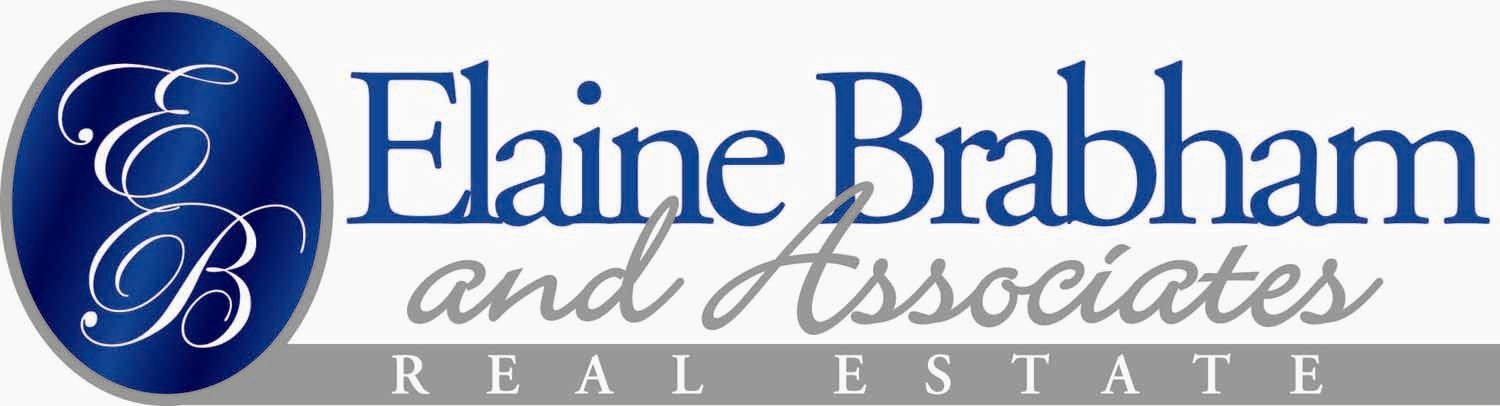 EB
Elaine Brabham
and Associates
REAL ESTATE